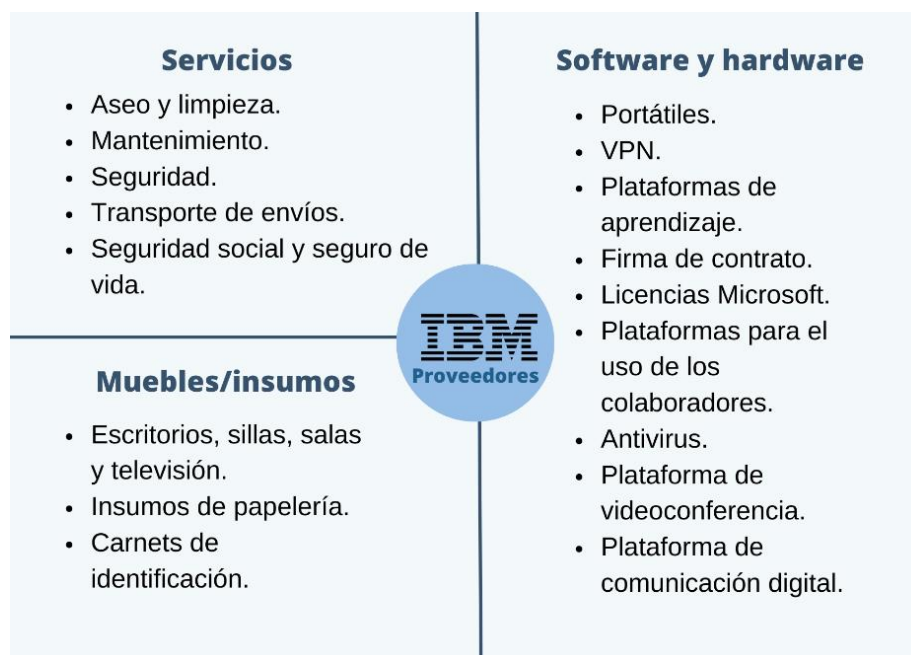 Servicios
• Aseo y limpieza.
• Mantenimiento.
• Seguridad.
• Transporte de envíos.
• Seguridad social y seguro de
vida.
Muebles/insumos
• Escritorios, sillas, salas
y televisión.
• Insumos de papelería.
• Carnets de
identificación.
IBM
Proveedores
Software y hardware
• Portátiles.
• VPN.
• Plataformas de
aprendizaje.
• Firma de contrato.
• Licencias Microsoft.
• Plataformas para el
uso de los
colaboradores.
• Antivirus.
• Plataforma de
videoconferencia.
• Plataforma de
comunicación digital.